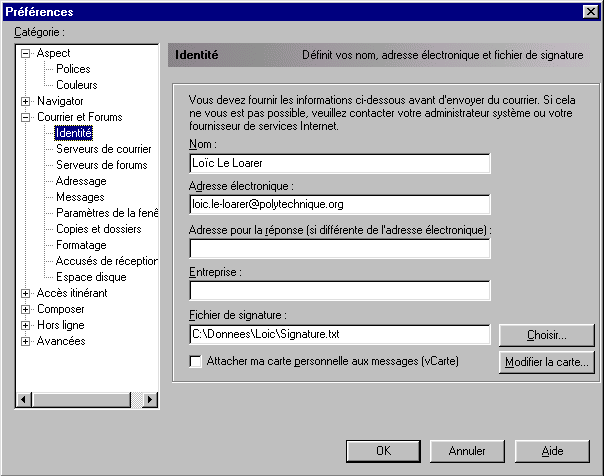 Préférences
Catégorie :
Aspect
Polices
Couleurs
Navigator
Courrier et Forums
Identité
Serveurs de courrier
Serveurs de forums
Adressage
Messages
Paramètres de la fenê
Copies et dossiers
Formatage
Accusés de réception
Espace disque
Accès itinérant
Composer
Hors ligne
Avancées
Identité Définit vos nom, adresse électronique et fichier de signature
Vous devez fournir les informations ci-dessous avant d'envoyer du courrier. Si cela
ne vous est pas possible, veuillez contacter votre administrateur système ou votre
fournisseur de services Internet.
Nom :
Loïc Le Loarer
Adresse électronique :
loic.le-loarer@polytechnique.org
Adresse pour la réponse (si différente de l'adresse électronique) :
Entreprise :
Fichier de signature :
C:\Donnees\Loic\Signature.txt
Choisir...
Attacher ma carte personnelle aux messages (vCarte)
Modifier la carte...
OK
Annuler
Aide